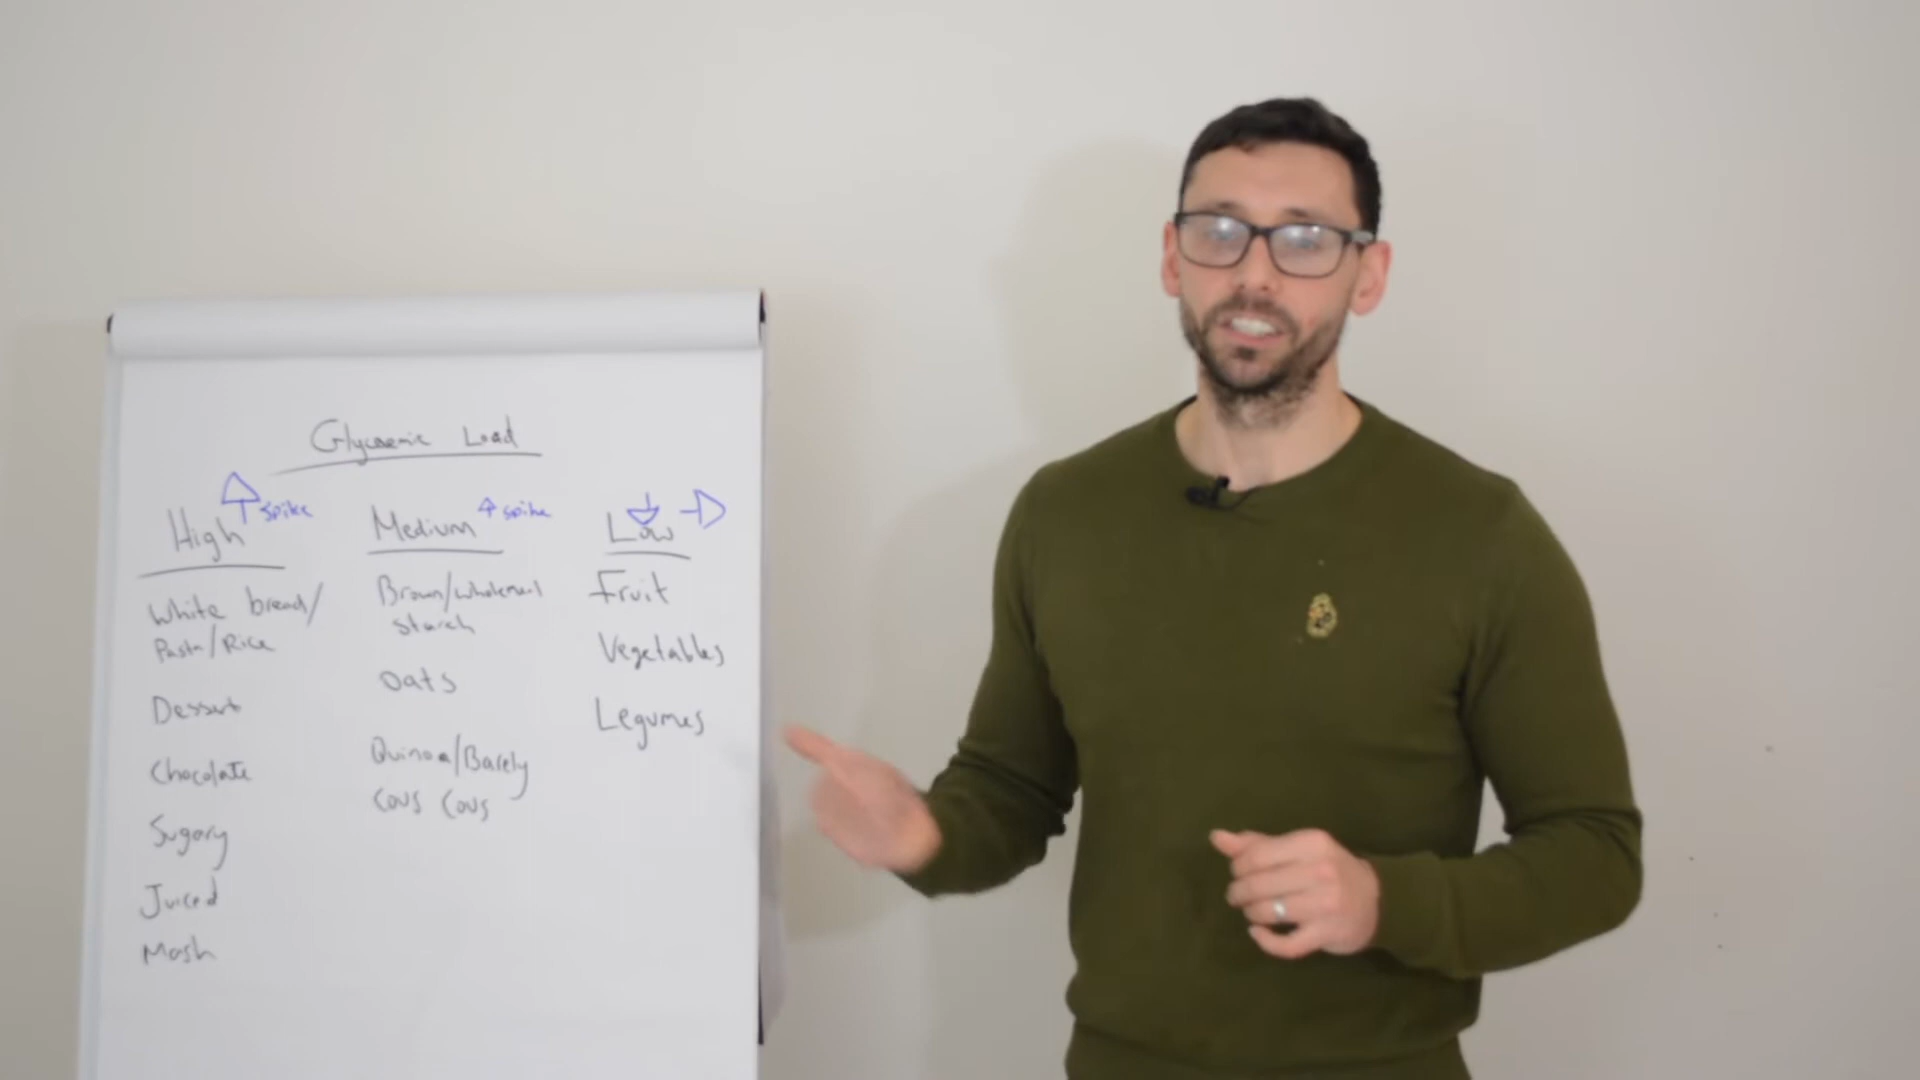 Glycaemic Load
High spike
Medium spike
Low
White bread/
Pasta/Rice
Dessert
Chocolate
Sugary
Juiced
Mash
Brown/wholemeal
starch
Oats
Quinoa/Barely
Cous Cous
Fruit
Vegetables
Legumes